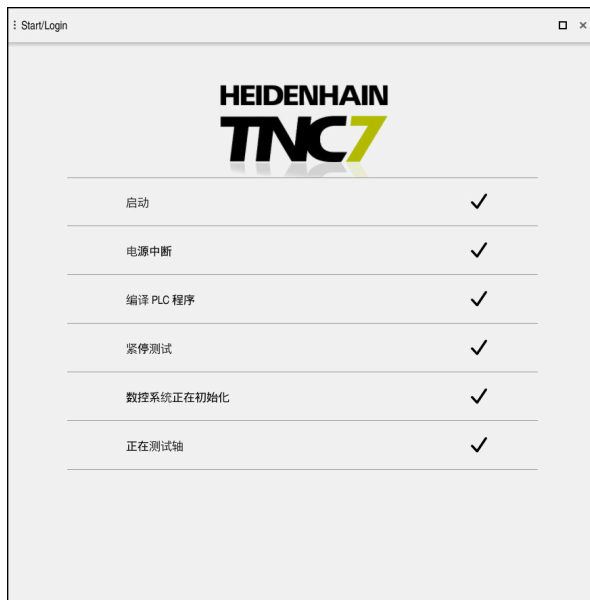 Start/Login
HEIDENHAIN
TNC7
启动
电源中断
编译 PLC 程序
紧停测试
数控系统正在初始化
正在测试轴